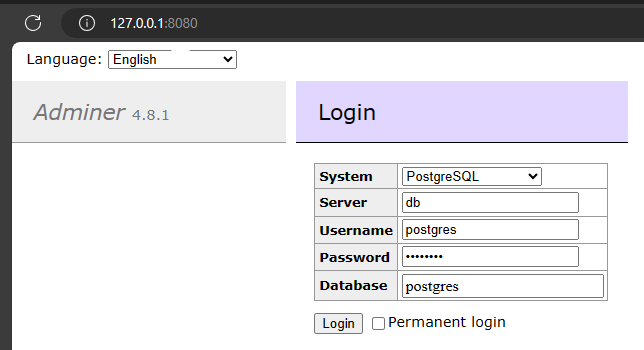 127.0.0.1:8080
Language: English
Adminer 4.8.1
Login
System PostgreSQL
Server db
Username postgres
Password ••••••••
Database postgres
Login Permanent login